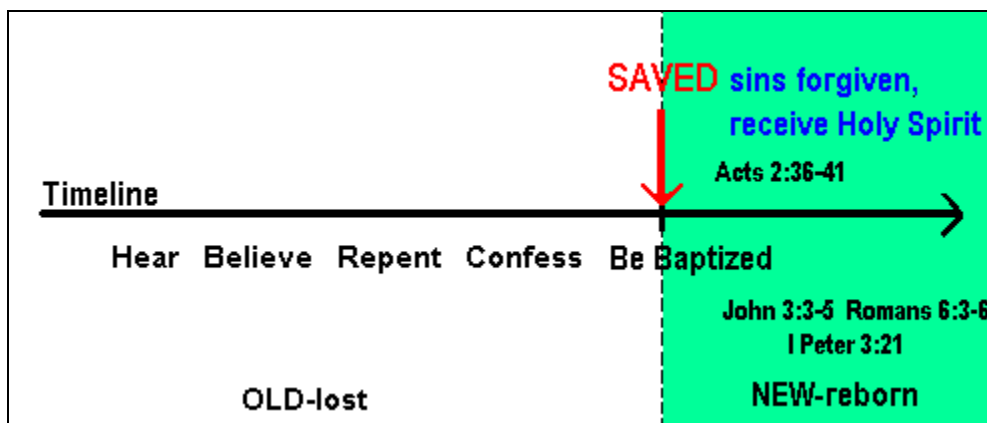 SAVED sins forgiven,
receive Holy Spirit
Acts 2:36-41
Timeline
Hear Believe Repent Confess Be Baptized
John 3:3-5 Romans 6:3-6
I Peter 3:21
OLD-lost NEW-reborn